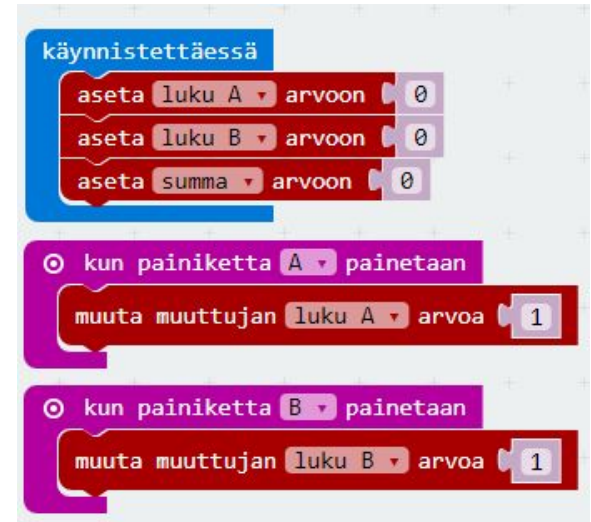 käynnistettäessä
aseta luku A arvoon 0
aseta luku B arvoon 0
aseta summa arvoon 0
kun painiketta A painetaan
muuta muuttujan luku A arvoa 1
kun painiketta B painetaan
muuta muuttujan luku B arvoa 1